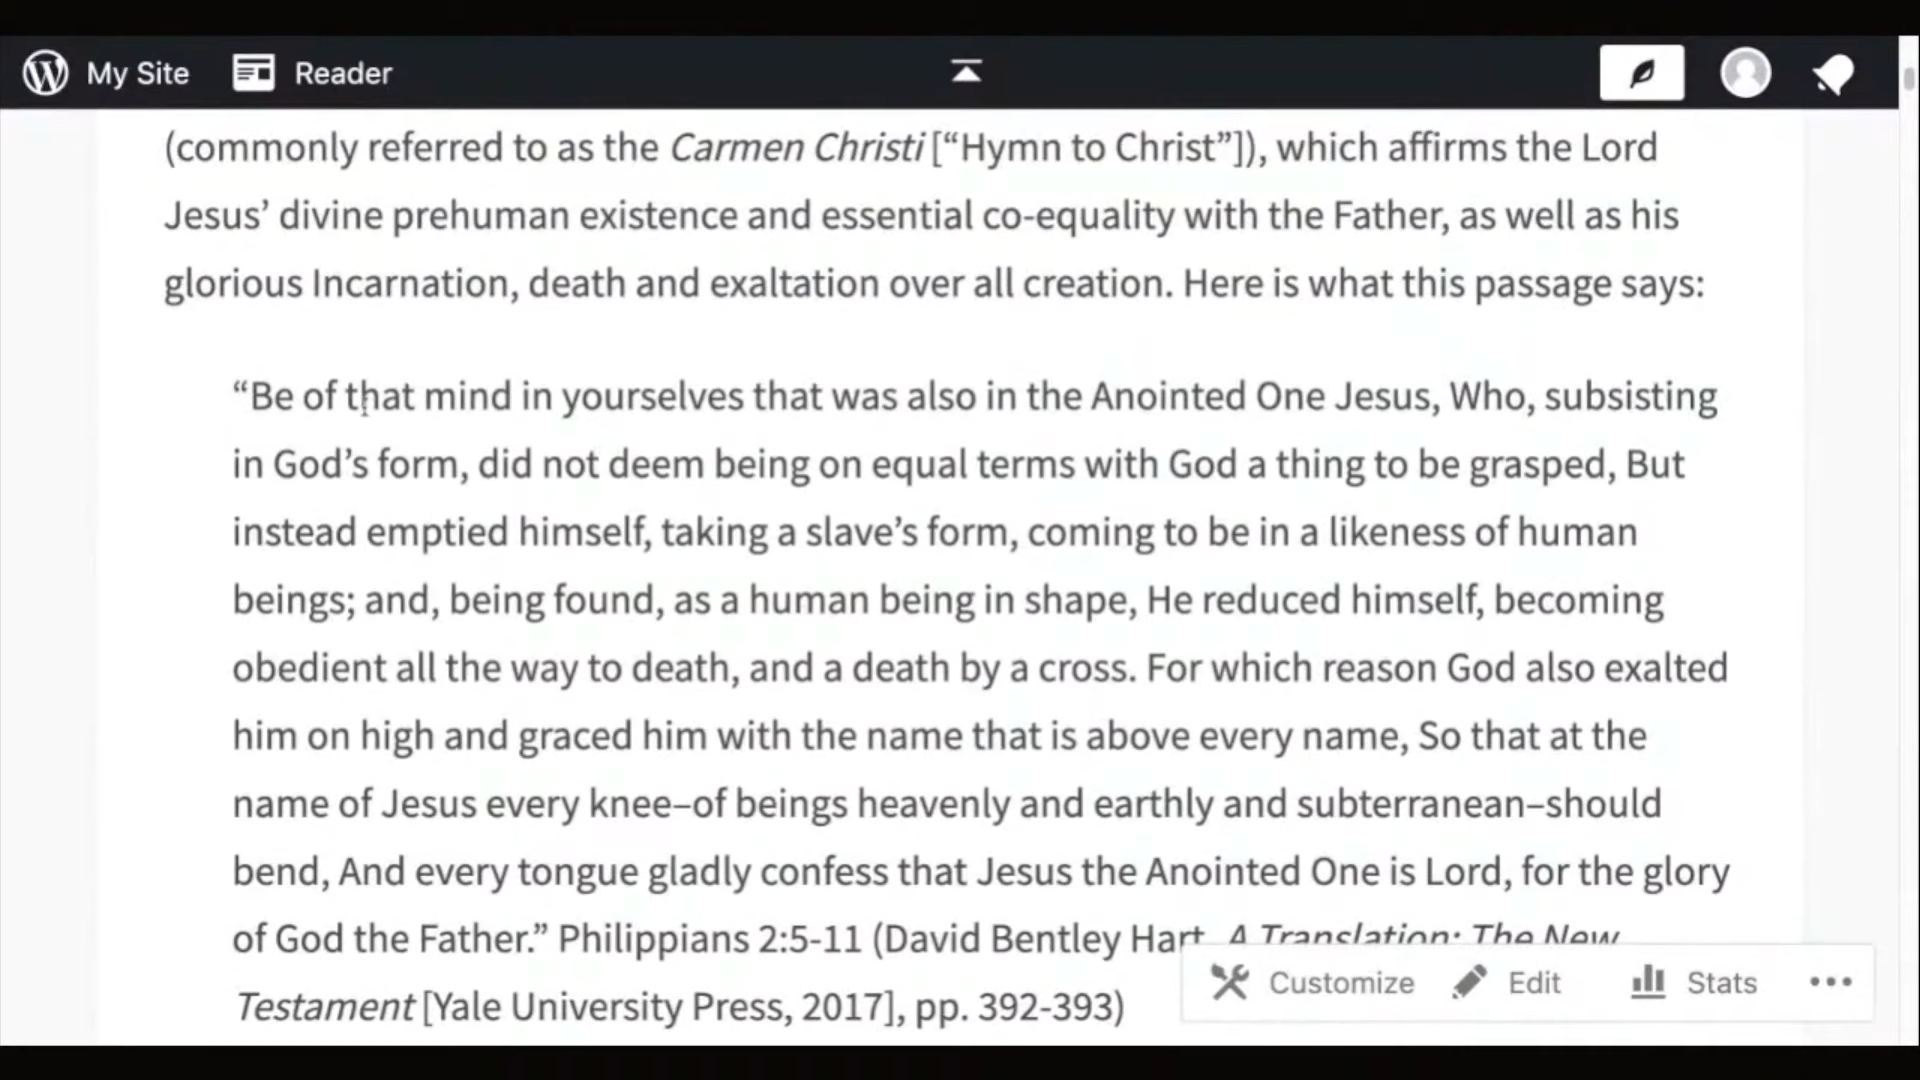 My Site Reader
(commonly referred to as the Carmen Christi [“Hymn to Christ”]), which affirms the Lord
Jesus’ divine prehuman existence and essential co-equality with the Father, as well as his
glorious Incarnation, death and exaltation over all creation. Here is what this passage says:
“Be of that mind in yourselves that was also in the Anointed One Jesus, Who, subsisting
in God’s form, did not deem being on equal terms with God a thing to be grasped, But
instead emptied himself, taking a slave’s form, coming to be in a likeness of human
beings; and, being found, as a human being in shape, He reduced himself, becoming
obedient all the way to death, and a death by a cross. For which reason God also exalted
him on high and graced him with the name that is above every name, So that at the
name of Jesus every knee–of beings heavenly and earthly and subterranean–should
bend, And every tongue gladly confess that Jesus the Anointed One is Lord, for the glory
of God the Father.” Philippians 2:5-11 (David Bentley Hart, A Translation: The New
Testament [Yale University Press, 2017], pp. 392-393)
Customize Edit Stats